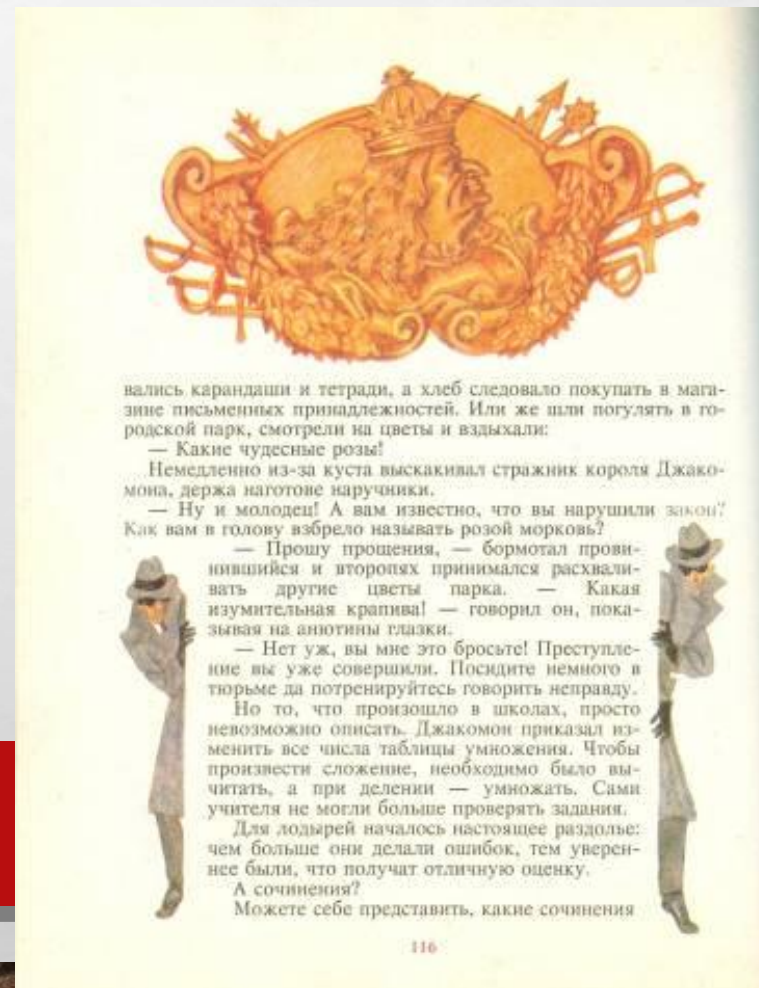 вались карандаши и тетради, а хлеб следовало покупать в мага-
зине письменных принадлежностей. Или же шли погулять в го-
родской парк, смотрели на цветы и вздыхали:
— Какие чудесные розы!
Немедленно из-за куста выскакивал стражник короля Джако-
мона, держа наготове наручники.
— Ну и молодец! А вам известно, что вы нарушили закон?
Как вам в голову взбрело называть розой морковь?
— Прошу прощения, — бормотал прови-
нившийся и второпях принимался расхвали-
вать другие цветы парка. — Какая
изумительная крапива! — говорил он, пока-
зывая на анютины глазки.
— Нет уж, вы мне это бросьте! Преступле-
ние вы уже совершили. Посидите немного в
тюрьме да потренируйтесь говорить неправду.
Но то, что произошло в школах, просто
невозможно описать. Джакомон приказал из-
менить все числа таблицы умножения. Чтобы
произвести сложение, необходимо было вы-
читать, а при делении — умножать. Сами
учителя не могли больше проверять задания.
Для лодырей началось настоящее раздолье:
чем больше они делали ошибок, тем уверен-
нее были, что получат отличную оценку.
А сочинения?
Можете себе представить, какие сочинения
116